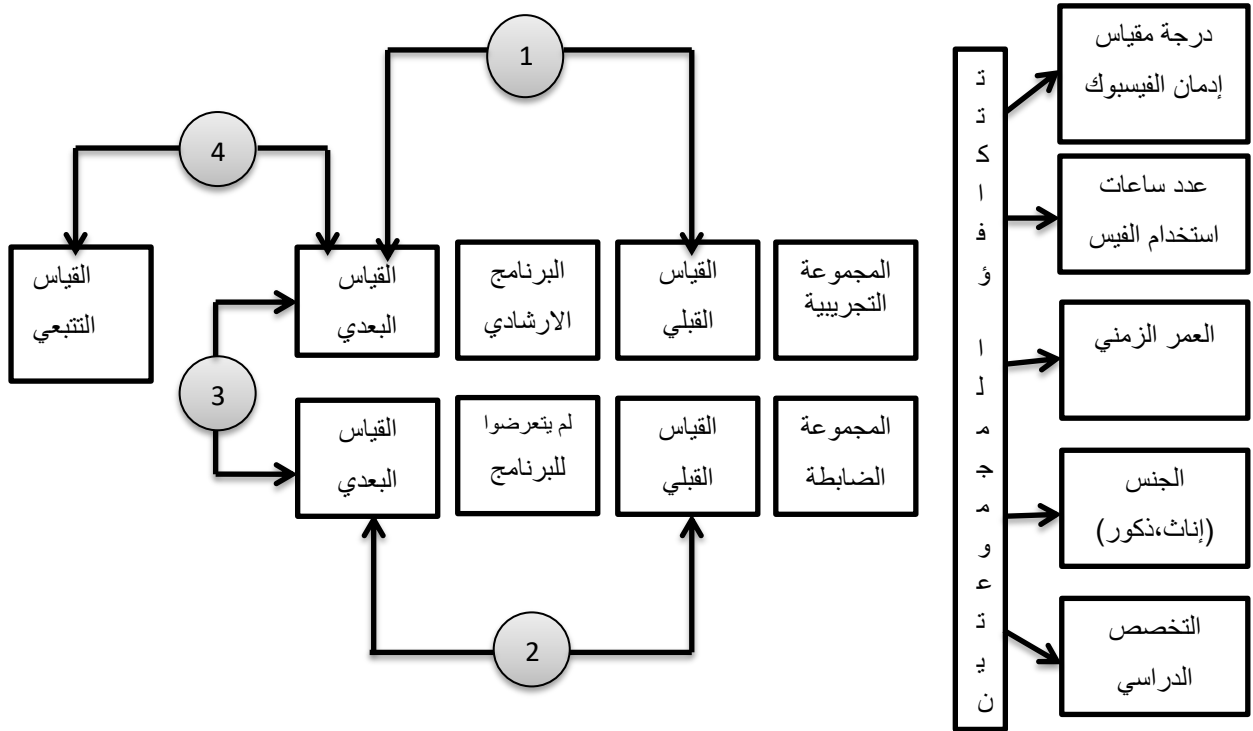 درجة مقياس
إدمان الفيسبوك
عدد ساعات
استخدام الفيس
العمر الزمني
الجنس
(إناث،ذكور)
التخصص
الدراسي
تتكافؤ المجموعتين
1
4
المجموعة
التجريبية
القياس
القبلي
البرنامج
الارشادي
القياس
البعدي
القياس
التتبعي
3
المجموعة
الضابطة
القياس
القبلي
لم يتعرضوا
للبرنامج
القياس
البعدي
2